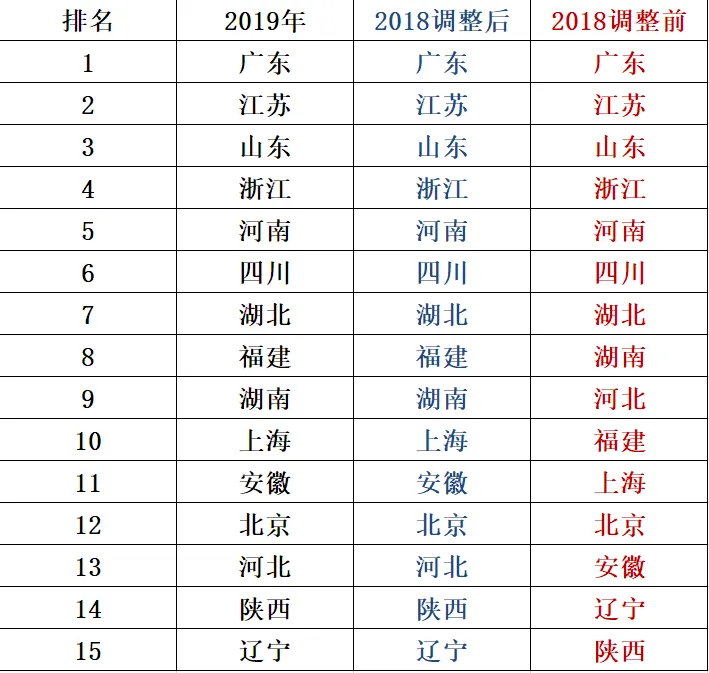 排名 2019年 2018调整后 2018调整前
1 广东 广东 广东
2 江苏 江苏 江苏
3 山东 山东 山东
4 浙江 浙江 浙江
5 河南 河南 河南
6 四川 四川 四川
7 湖北 湖北 湖北
8 福建 福建 湖南
9 湖南 湖南 河北
10 上海 上海 福建
11 安徽 安徽 上海
12 北京 北京 北京
13 河北 河北 安徽
14 陕西 陕西 辽宁
15 辽宁 辽宁 陕西